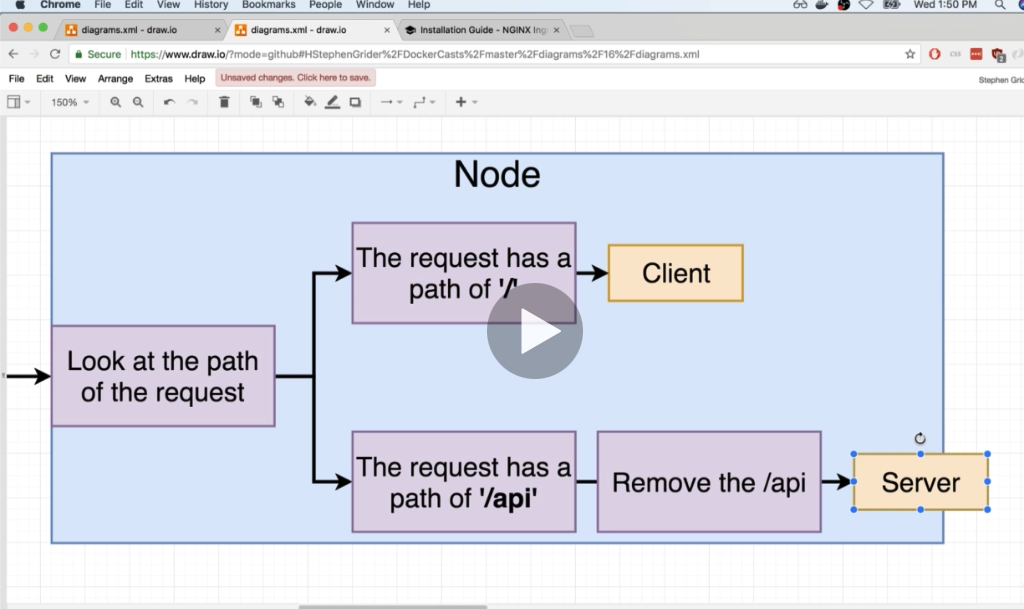 Chrome File Edit View History Bookmarks People Window Help
Wed 1:50 PM
diagrams.xml - draw.io
diagrams.xml - draw.io
Installation Guide - NGINX Ing
Secure https://www.draw.io/?mode=github#HStephenGrider%2FDockerCasts%2Fmaster%2Fdiagrams%2F16%2Fdiagrams.xml
File Edit View Arrange Extras Help Unsaved changes. Click here to save.
Stephen Gri
150%
Node
The request has a
path of '/'
Client
Look at the path
of the request
The request has a
path of '/api'
Remove the /api
Server